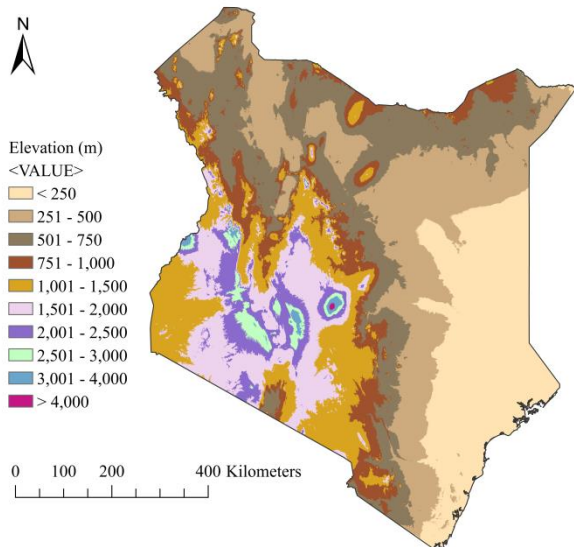 N
Elevation (m)
<VALUE>
< 250
251 - 500
501 - 750
751 - 1,000
1,001 - 1,500
1,501 - 2,000
2,001 - 2,500
2,501 - 3,000
3,001 - 4,000
> 4,000
0 100 200 400 Kilometers